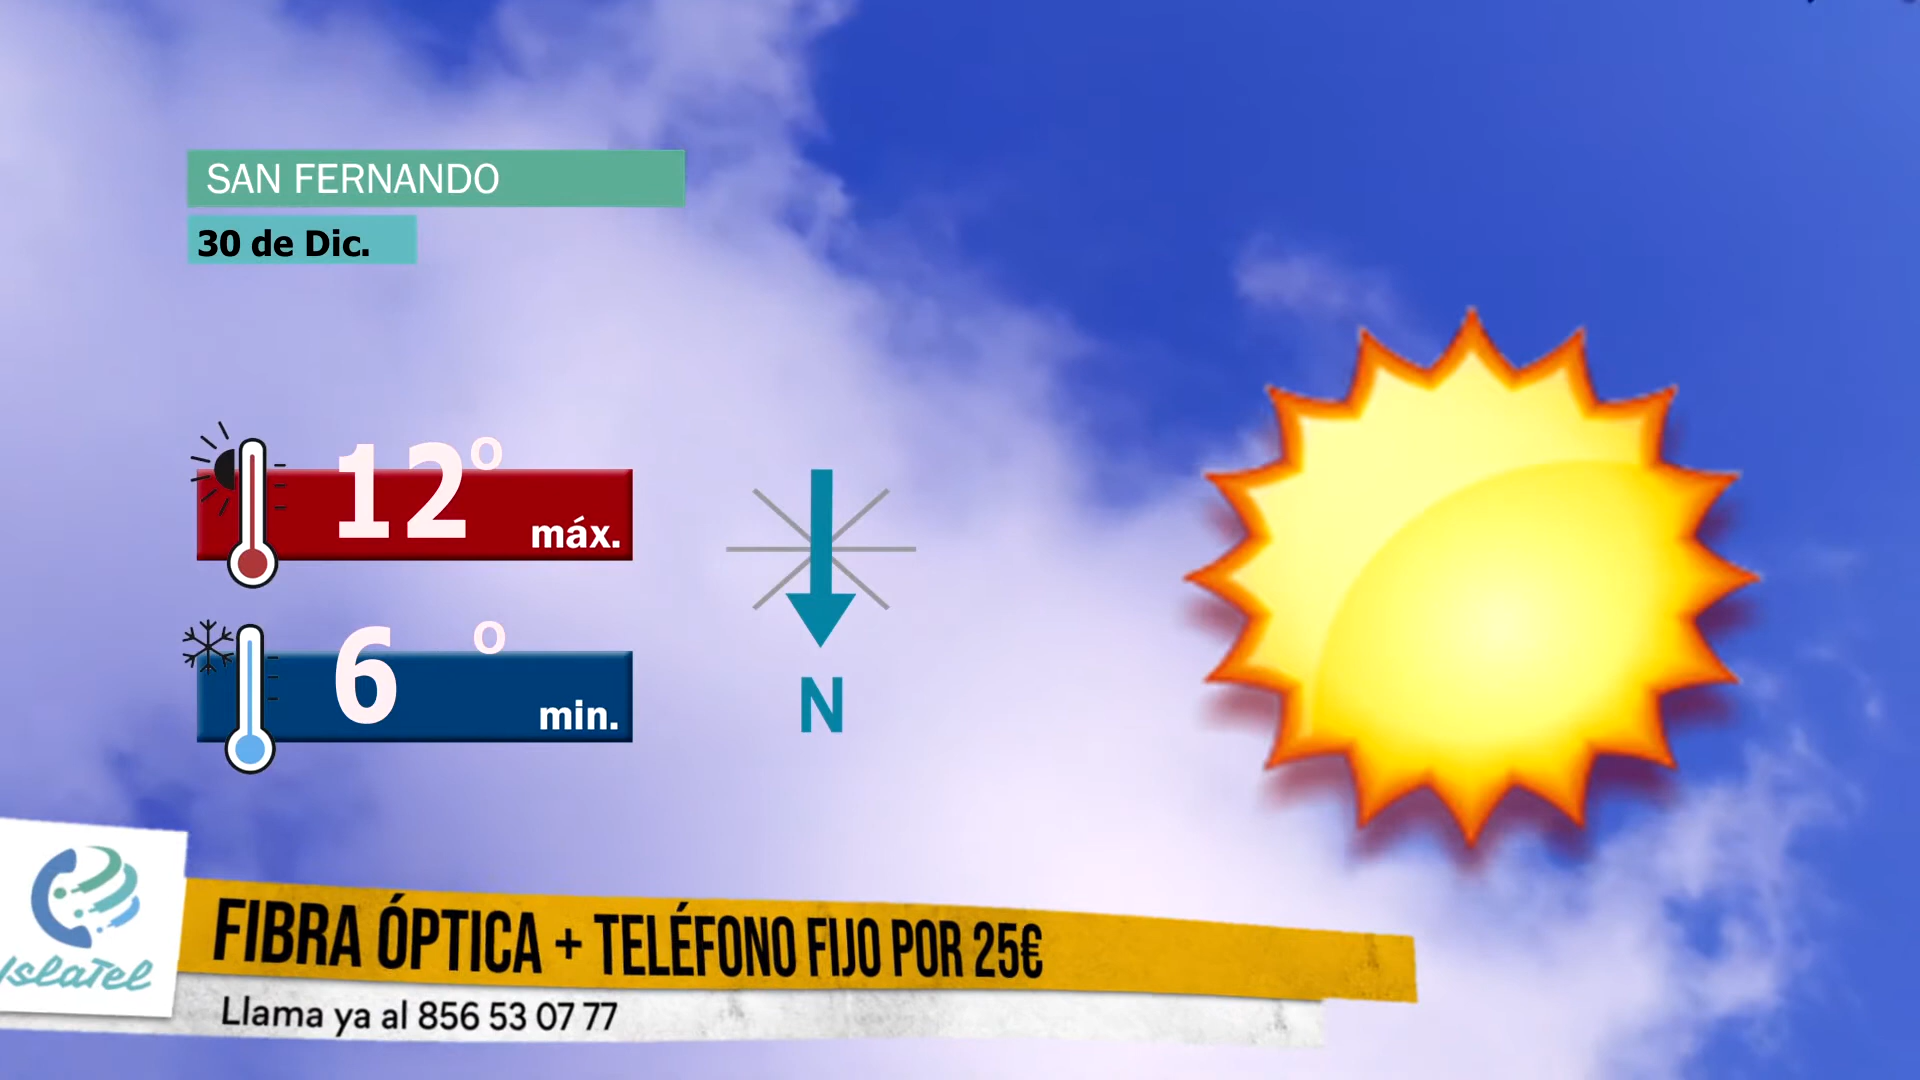 SAN FERNANDO
30 de Dic.
12º
máx.
6 º
min.
N
IslaTel
FIBRA ÓPTICA + TELÉFONO FIJO POR 25€
Llama ya al 856 53 07 77